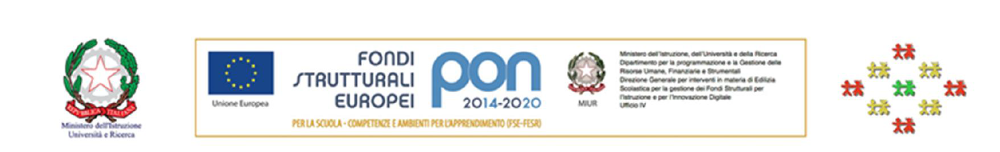 REPVBBLICA ITALIANA
Ministero dell'Istruzione
Università e Ricerca
Unione Europea
FONDI
STRUTTURALI
EUROPEI
pon
2014-2020
PER LA SCUOLA - COMPETENZE E AMBIENTI PER L'APPRENDIMENTO (FSE-FESR)
MIUR
Ministero dell'Istruzione, dell'Università e della Ricerca
Dipartimento per la programmazione e la Gestione delle
Risorse Umane, Finanziarie e Strumentali
Direzione Generale per interventi in materia di Edilizia
Scolastica per la gestione dei Fondi Strutturali per
l'Istruzione e per l'Innovazione Digitale
Ufficio IV